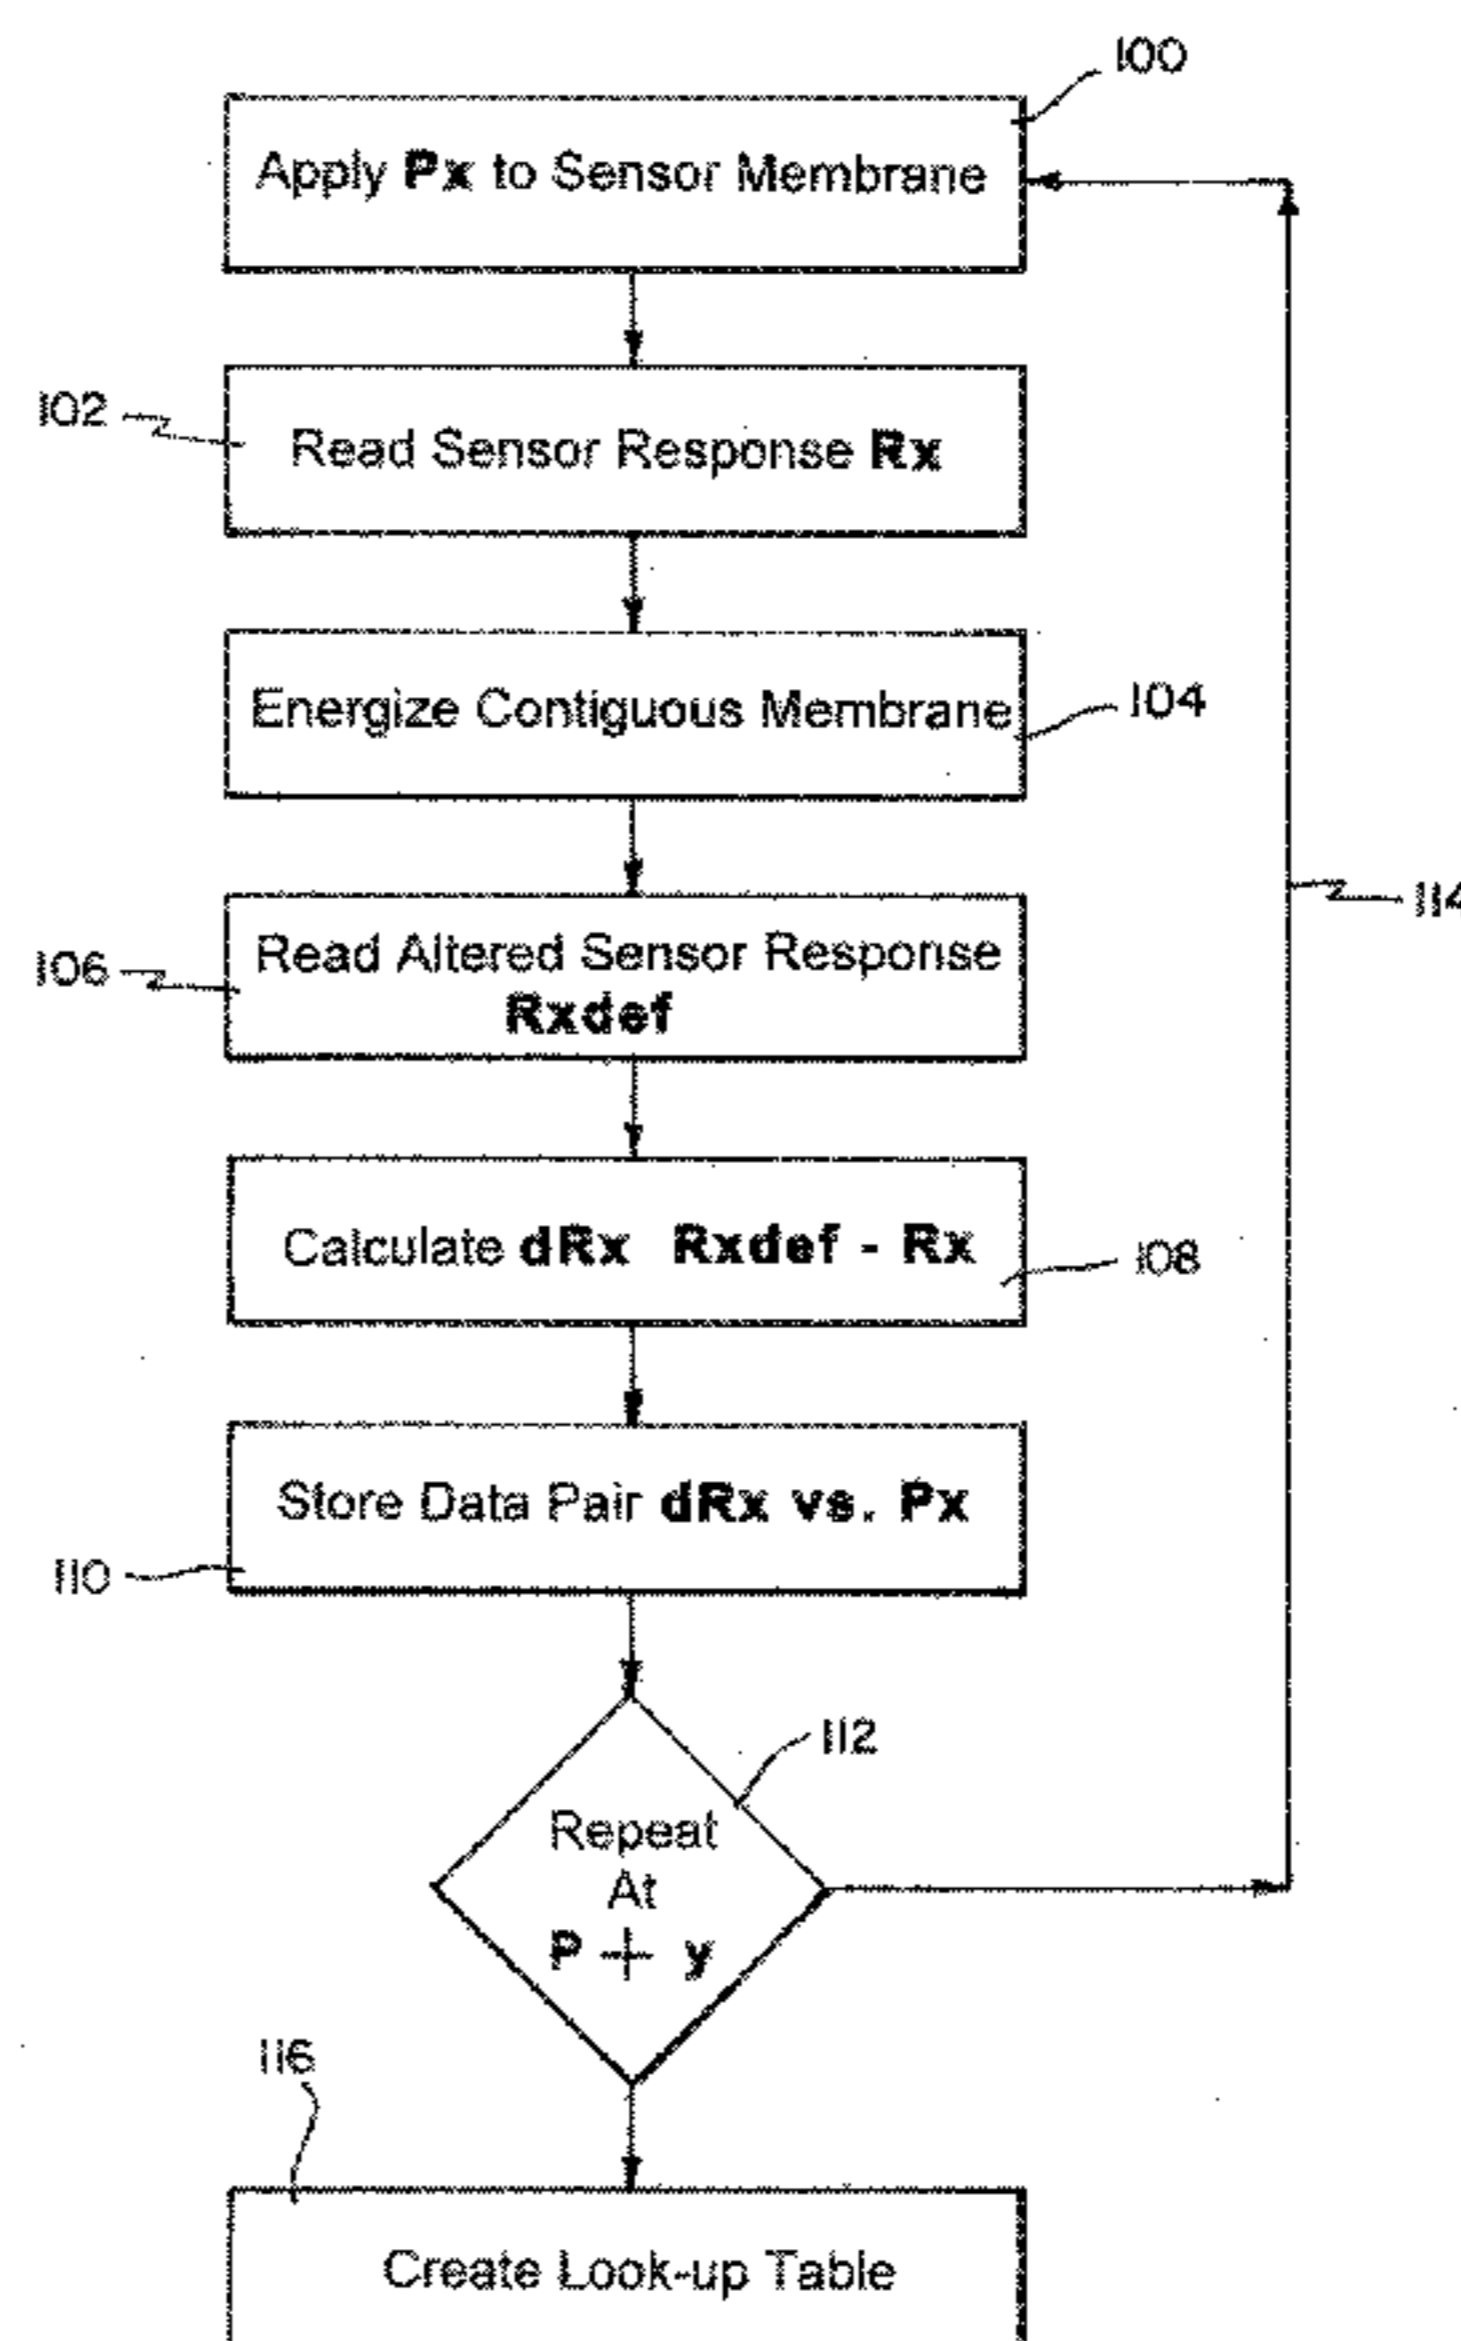 100
Apply Px to Sensor Membrane
102
Read Sensor Response Rx
Energize Contiguous Membrane
104
114
Read Altered Sensor Response
Rxdef
106
Calculate dRx Rxdef - Rx
108
Store Data Pair dRx vs. Px
110
112
Repeat
At
P + y
116
Create Look-up Table